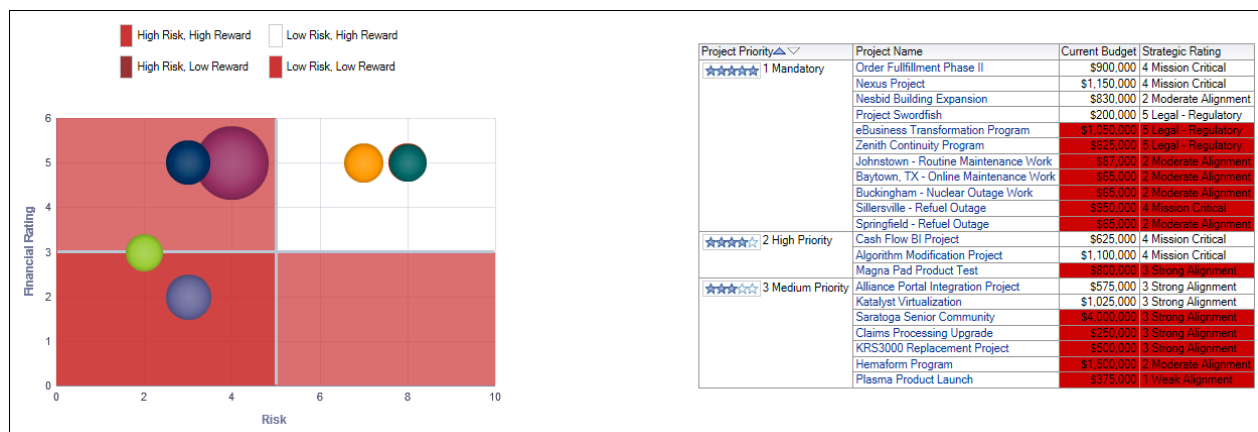 High Risk, High Reward Low Risk, High Reward
High Risk, Low Reward Low Risk, Low Reward
6
5
4
3
2
1
0
Financial Rating
0 2 4 6 8 10
Risk
Project Priority Project Name Current Budget Strategic Rating
1 Mandatory Order Fullfillment Phase II $900,000 4 Mission Critical
Nexus Project $1,150,000 4 Mission Critical
Nesbid Building Expansion $830,000 2 Moderate Alignment
Project Swordfish $200,000 5 Legal - Regulatory
eBusiness Transformation Program $1,050,000 5 Legal - Regulatory
Zenith Continuity Program $625,000 5 Legal - Regulatory
Johnstown - Routine Maintenance Work $87,000 2 Moderate Alignment
Baytown, TX - Online Maintenance Work $65,000 2 Moderate Alignment
Buckingham - Nuclear Outage Work $65,000 2 Moderate Alignment
Sillersville - Refuel Outage $950,000 4 Mission Critical
Springfield - Refuel Outage 2 Moderate Alignment
2 High Priority Cash Flow BI Project $625,000 4 Mission Critical
Algorithm Modification Project $1,100,000 4 Mission Critical
Magna Pad Product Test $800,000 3 Strong Alignment
3 Medium Priority Alliance Portal Integration Project $575,000 3 Strong Alignment
Katalyst Virtualization $1,025,000 3 Strong Alignment
Saratoga Senior Community $4,000,000 3 Strong Alignment
Claims Processing Upgrade $250,000 3 Strong Alignment
KRS3000 Replacement Project $500,000 3 Strong Alignment
Hemaform Program $1,500,000 2 Moderate Alignment
Plasma Product Launch $375,000 1 Weak Alignment